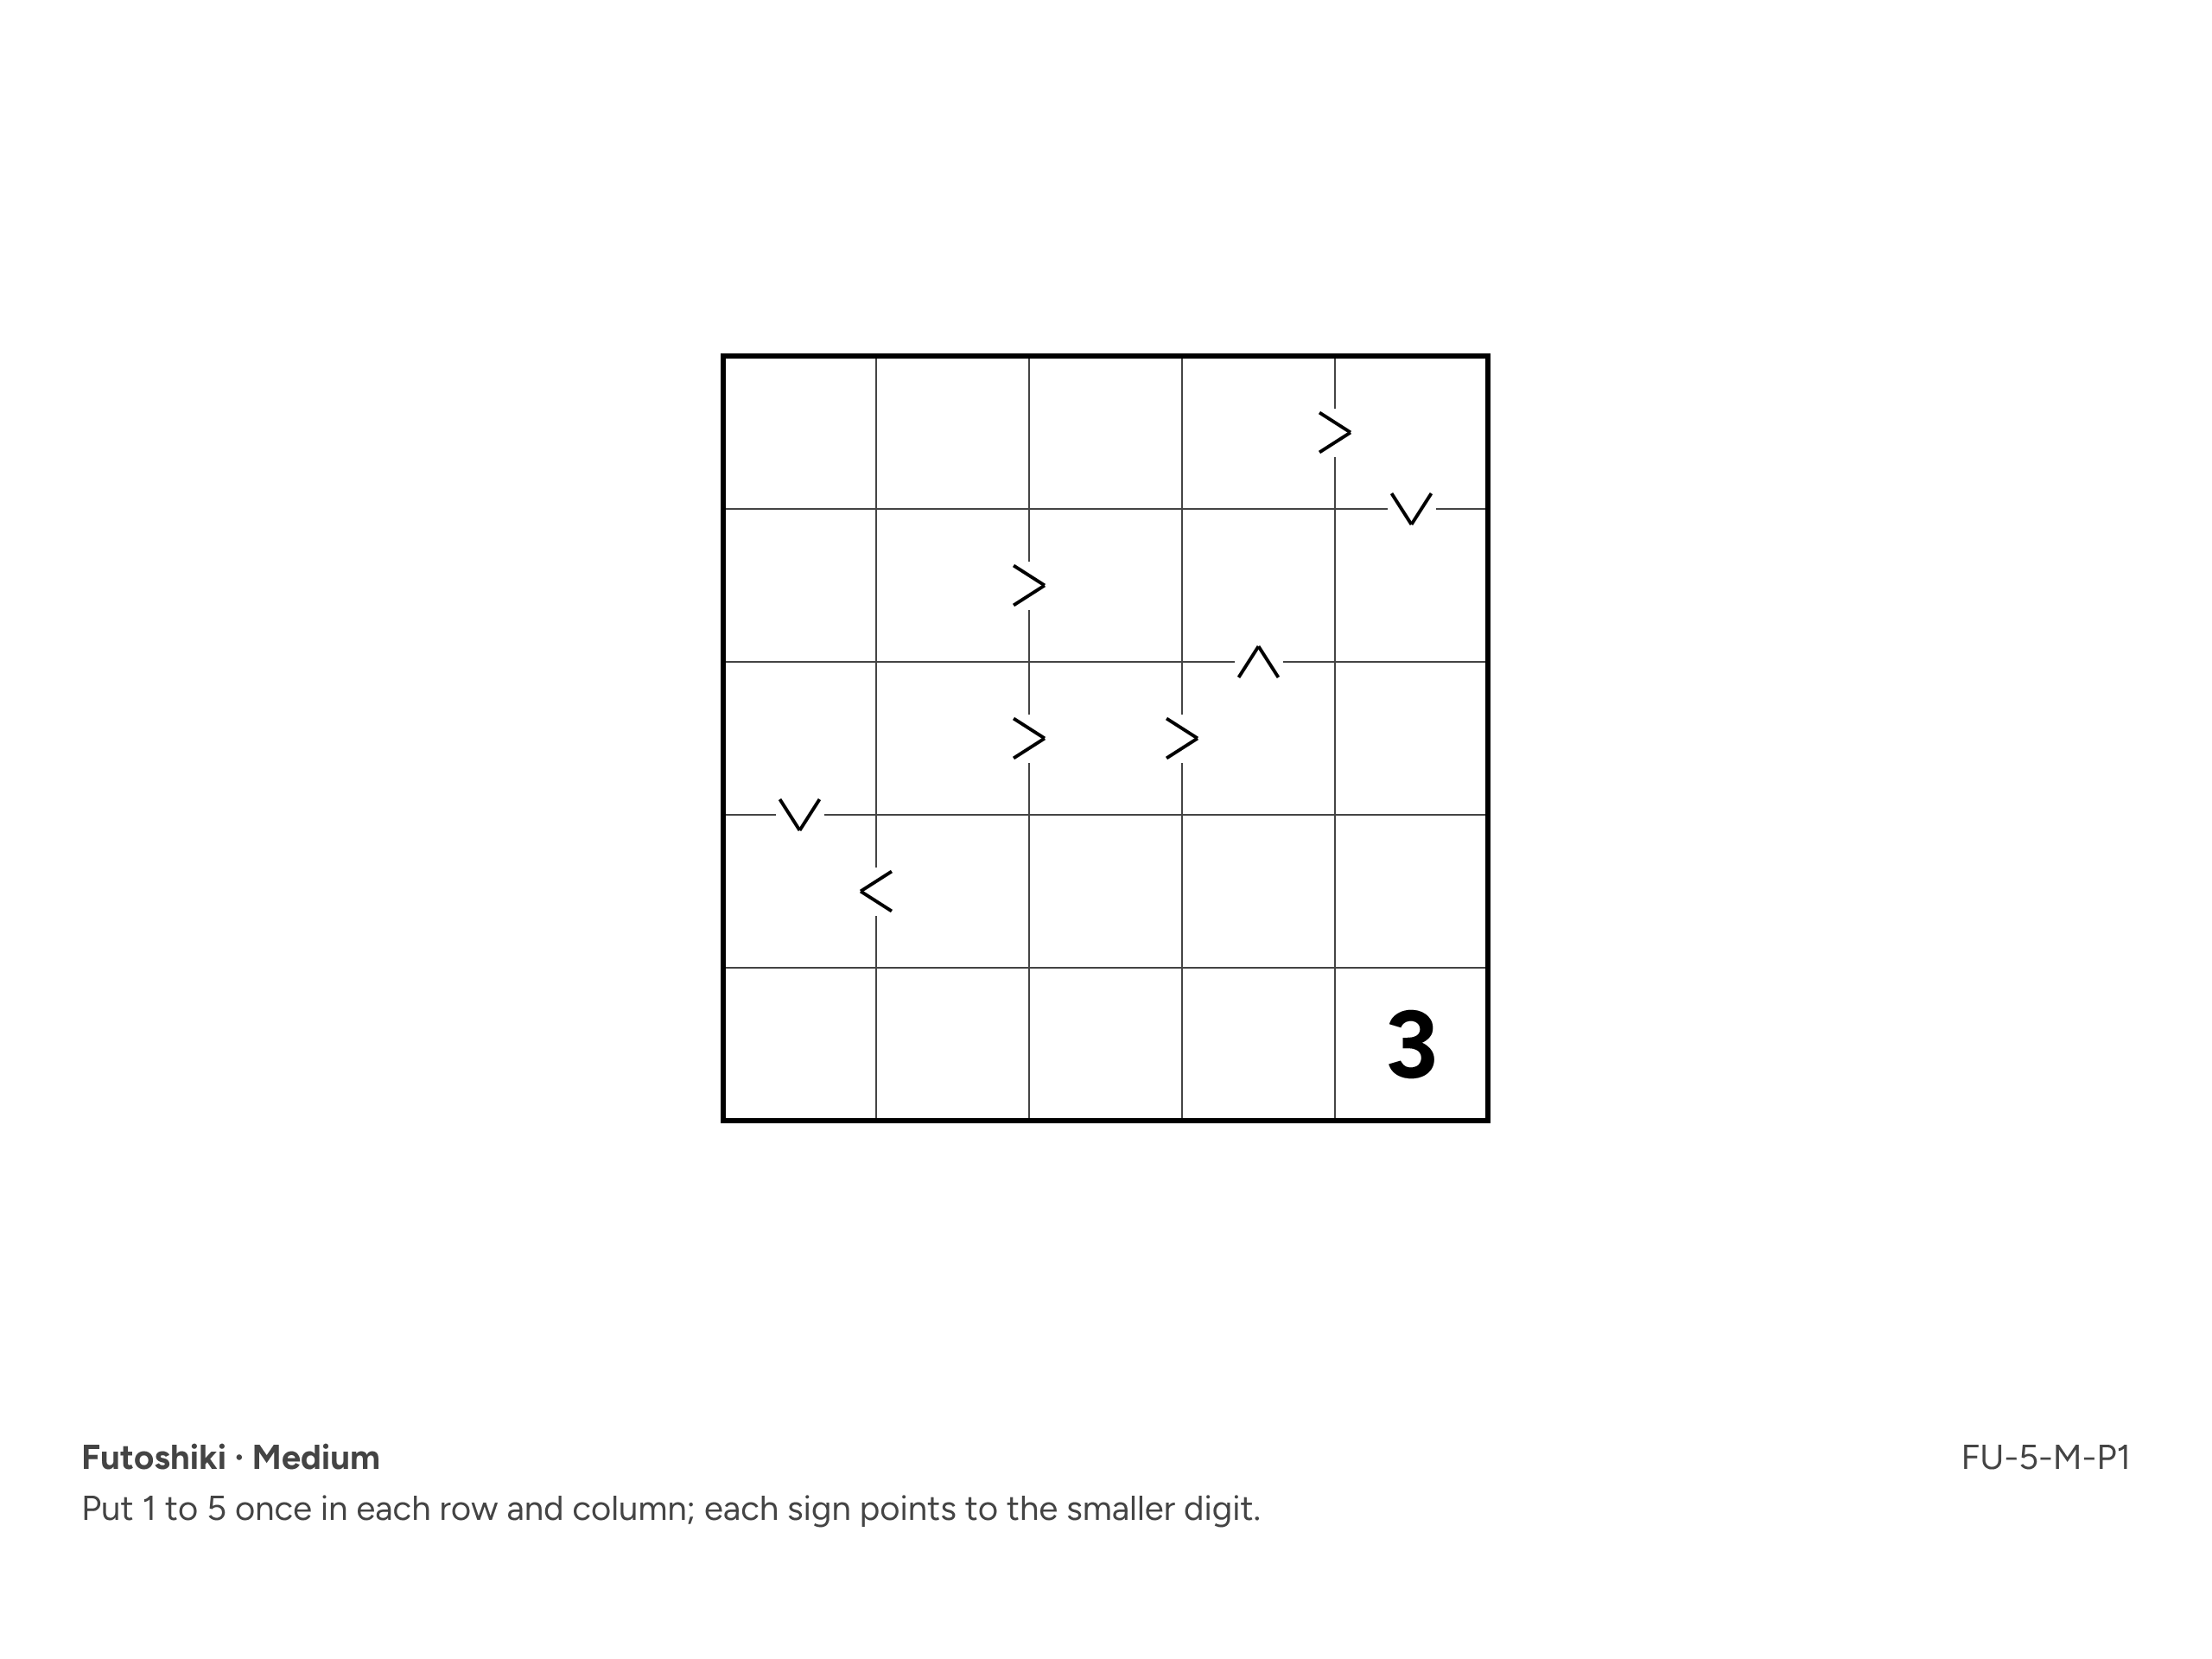 >
∨
>
∧
> >
∨
<
3
Futoshiki · Medium
FU-5-M-P1
Put 1 to 5 once in each row and column; each sign points to the smaller digit.